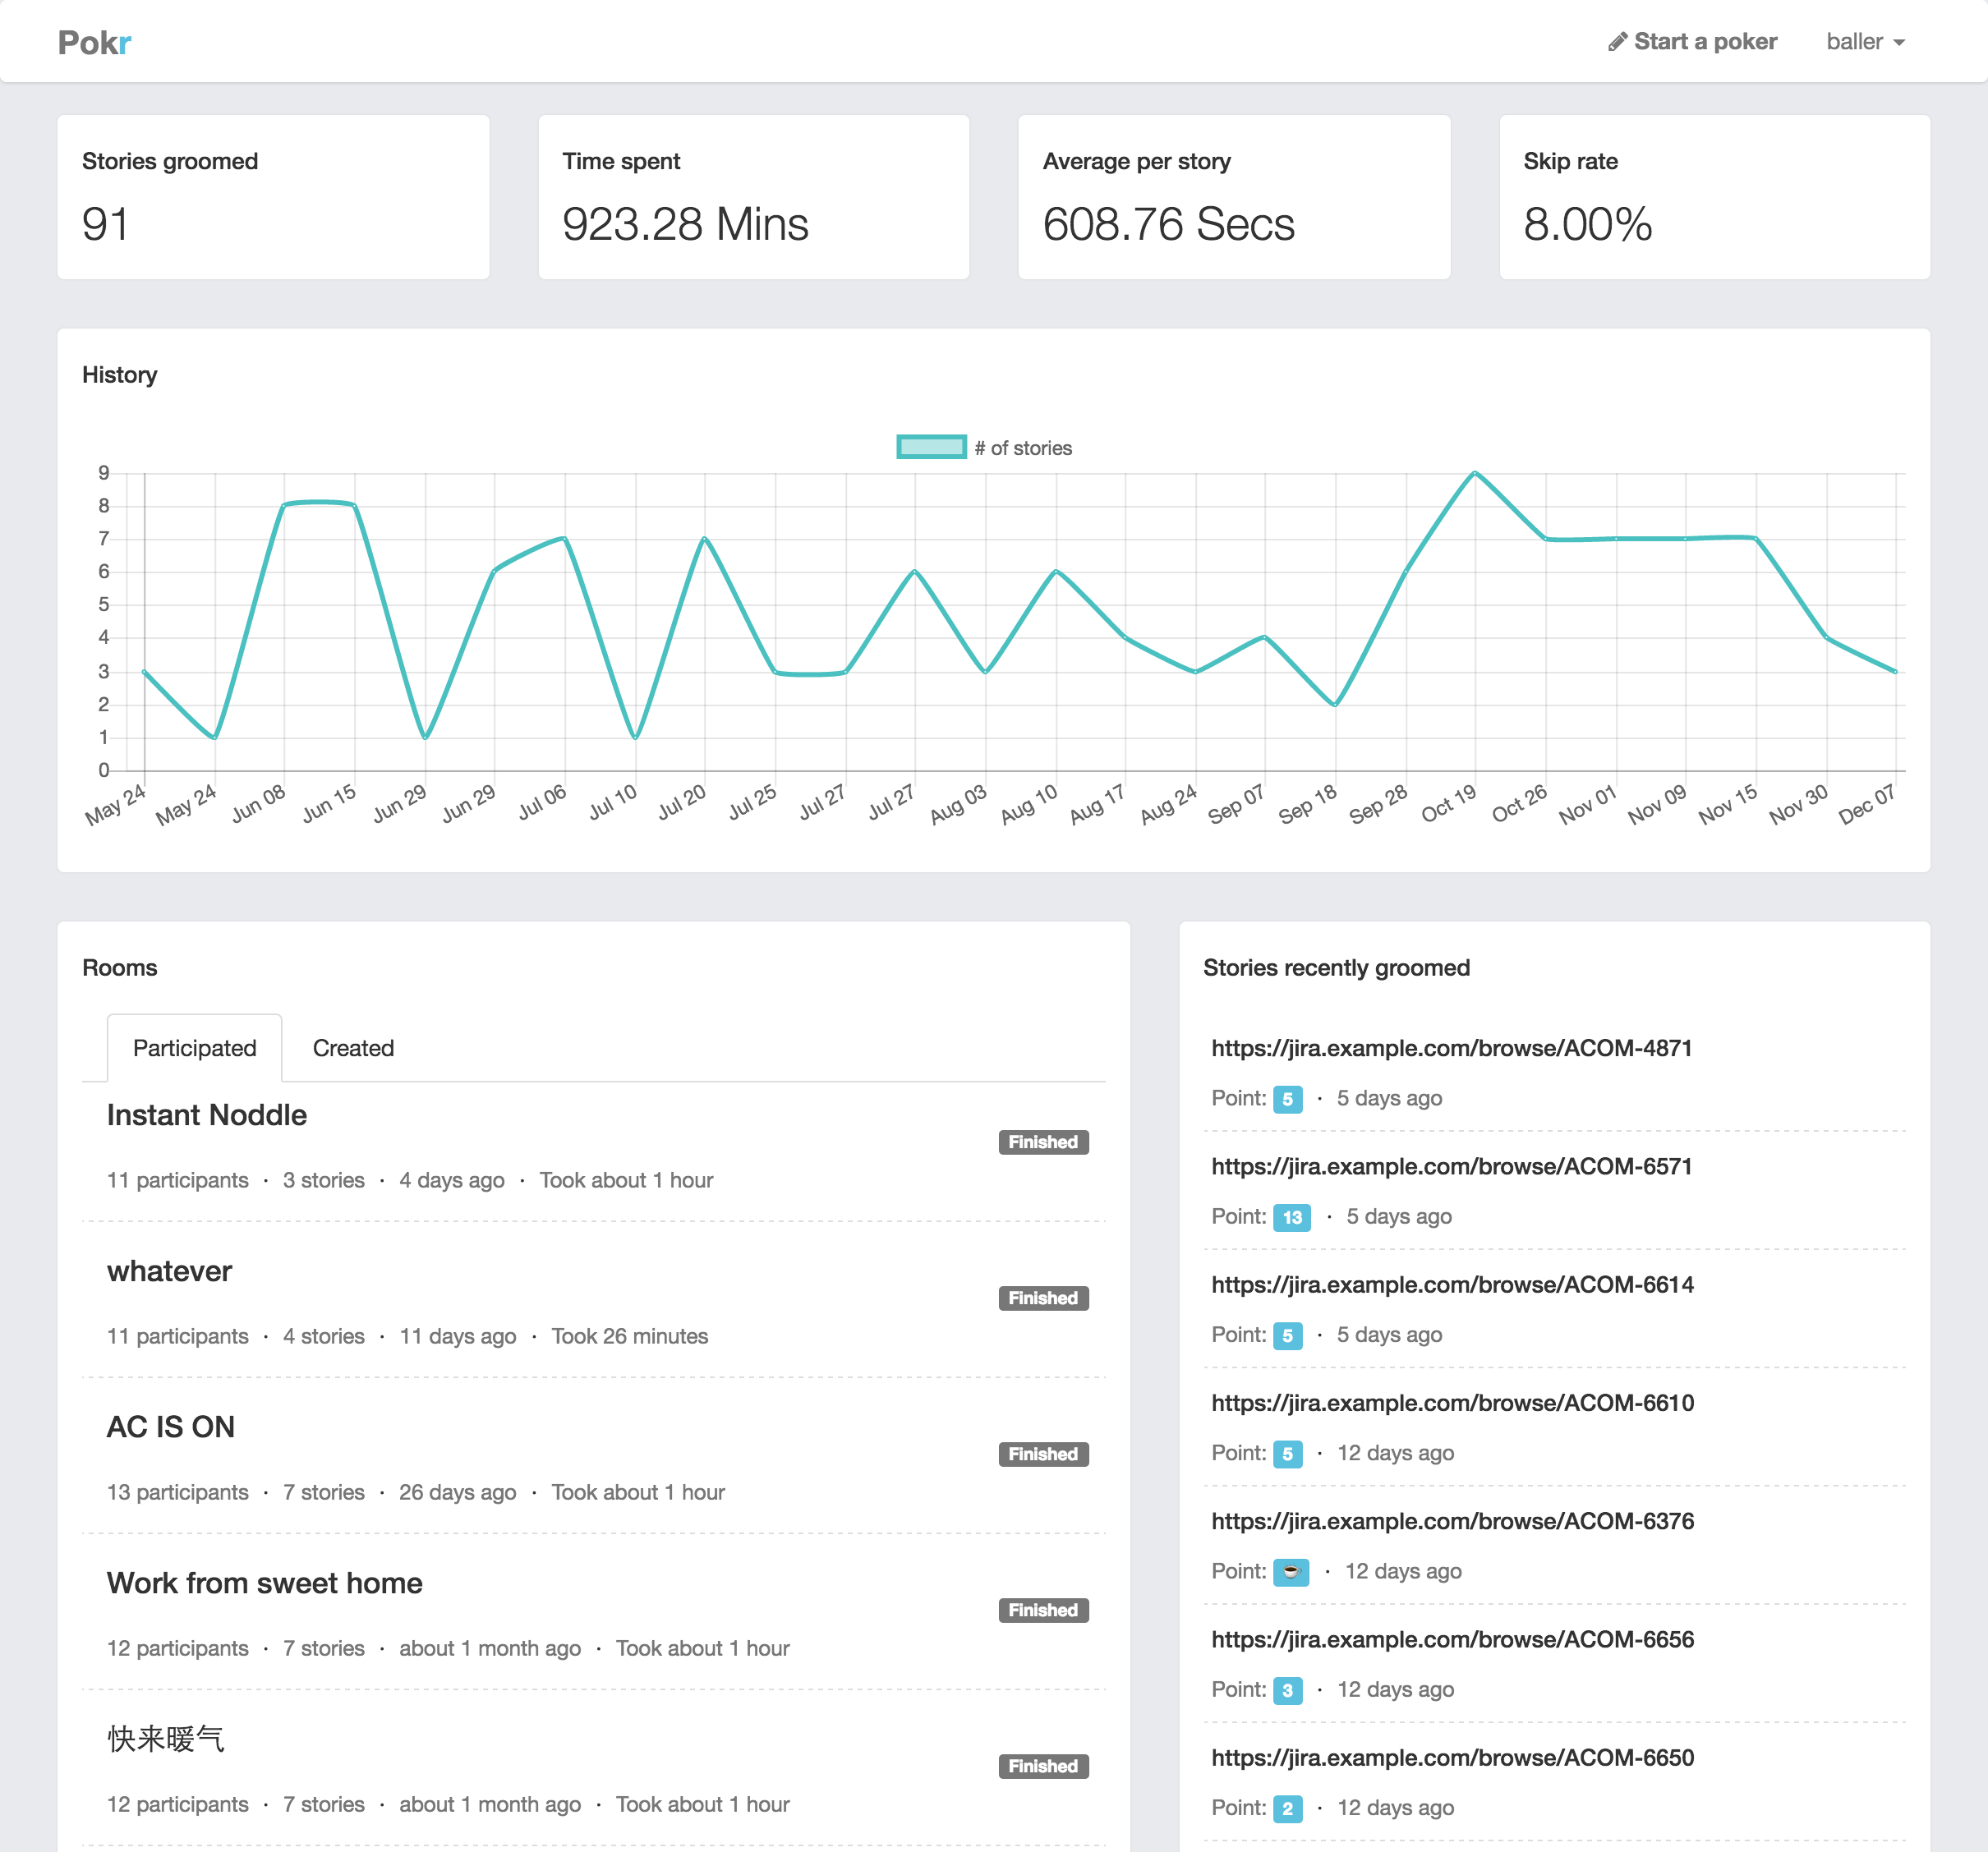 Pokr
Start a poker baller
Stories groomed
91
Time spent
923.28 Mins
Average per story
608.76 Secs
Skip rate
8.00%
History
# of stories
9
8
7
6
5
4
3
2
1
0
May 24 May 24 Jun 08 Jun 15 Jun 29 Jun 29 Jul 06 Jul 10 Jul 20 Jul 25 Jul 27 Jul 27 Aug 03 Aug 10 Aug 17 Aug 24 Sep 07 Sep 18 Sep 28 Oct 19 Oct 26 Nov 01 Nov 09 Nov 15 Nov 30 Dec 07
Rooms
Participated Created
Instant Noddle
Finished
11 participants · 3 stories · 4 days ago · Took about 1 hour
whatever
Finished
11 participants · 4 stories · 11 days ago · Took 26 minutes
AC IS ON
Finished
13 participants · 7 stories · 26 days ago · Took about 1 hour
Work from sweet home
Finished
12 participants · 7 stories · about 1 month ago · Took about 1 hour
快来暖气
Finished
12 participants · 7 stories · about 1 month ago · Took about 1 hour
Stories recently groomed
https://jira.example.com/browse/ACOM-4871
Point: 5 · 5 days ago
https://jira.example.com/browse/ACOM-6571
Point: 13 · 5 days ago
https://jira.example.com/browse/ACOM-6614
Point: 5 · 5 days ago
https://jira.example.com/browse/ACOM-6610
Point: 5 · 12 days ago
https://jira.example.com/browse/ACOM-6376
Point: ☕ · 12 days ago
https://jira.example.com/browse/ACOM-6656
Point: 3 · 12 days ago
https://jira.example.com/browse/ACOM-6650
Point: 2 · 12 days ago